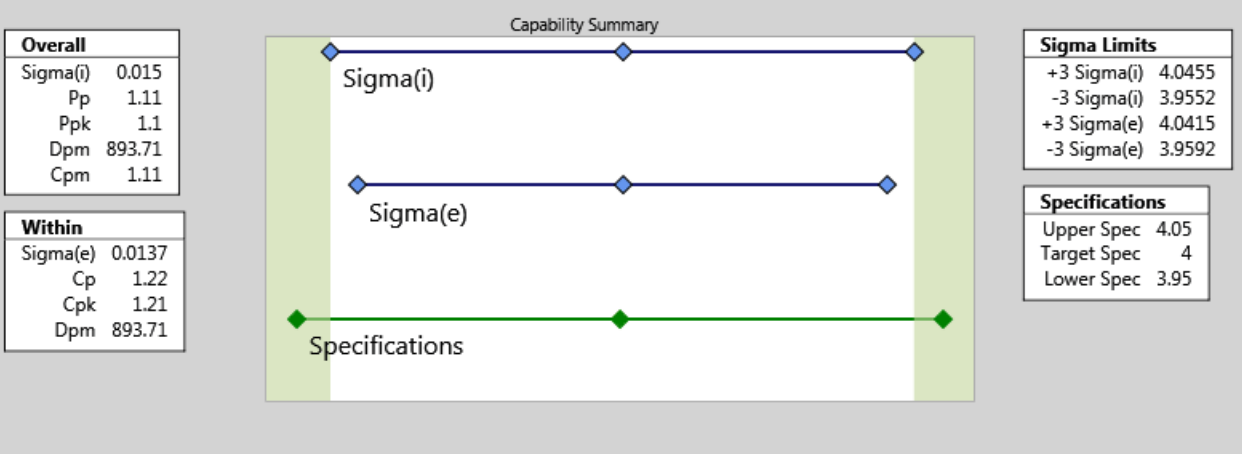 Capability Summary
Overall
Sigma(i) 0.015
Pp 1.11
Ppk 1.1
Dpm 893.71
Cpm 1.11
Within
Sigma(e) 0.0137
Cp 1.22
Cpk 1.21
Dpm 893.71
Sigma(i)
Sigma(e)
Specifications
Sigma Limits
+3 Sigma(i) 4.0455
-3 Sigma(i) 3.9552
+3 Sigma(e) 4.0415
-3 Sigma(e) 3.9592
Specifications
Upper Spec 4.05
Target Spec 4
Lower Spec 3.95